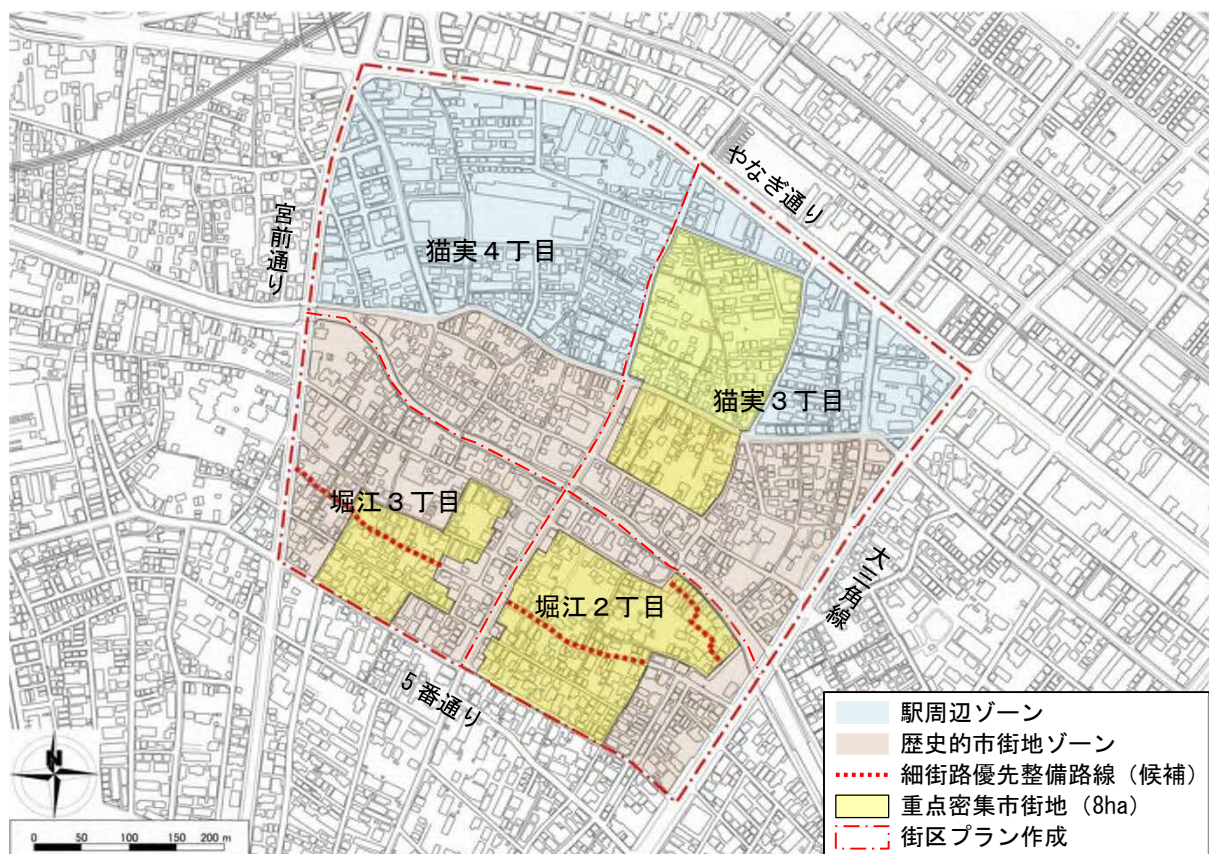 やなぎ通り
宮前通り
猫実4丁目
猫実3丁目
堀江3丁目
大三角線
堀江2丁目
5番通り
N
0 50 100 150 200 m
駅周辺ゾーン
歴史的市街地ゾーン
細街路優先整備路線（候補）
重点密集市街地（8ha）
街区プラン作成